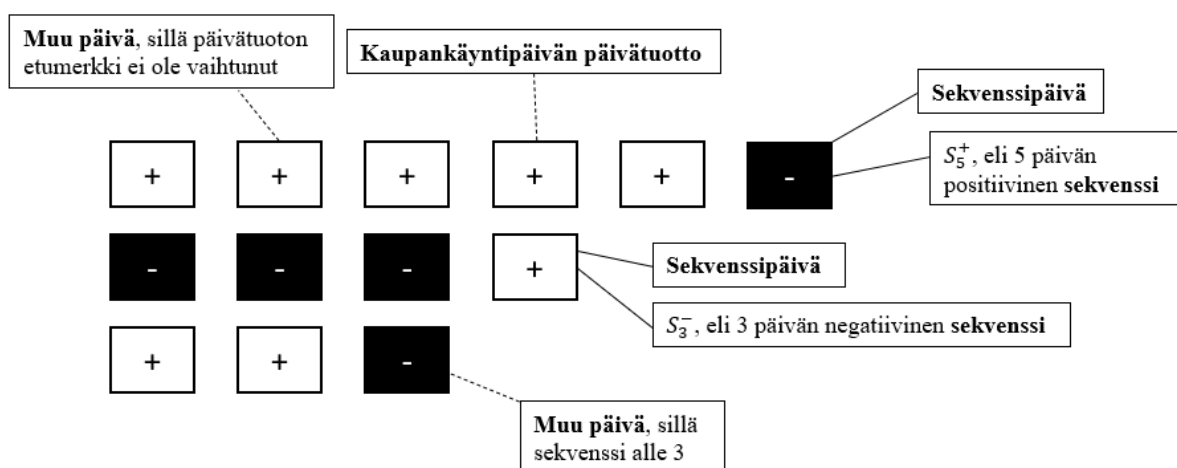 Muu päivä, sillä päivätuoton
etumerkki ei ole vaihtunut
Kaupankäyntipäivän päivätuotto
Sekvenssipäivä
+ + + + + -
S₅⁺, eli 5 päivän
positiivinen sekvenssi
- - - +
Sekvenssipäivä
S₃⁻, eli 3 päivän negatiivinen sekvenssi
+ + -
Muu päivä, sillä
sekvenssi alle 3